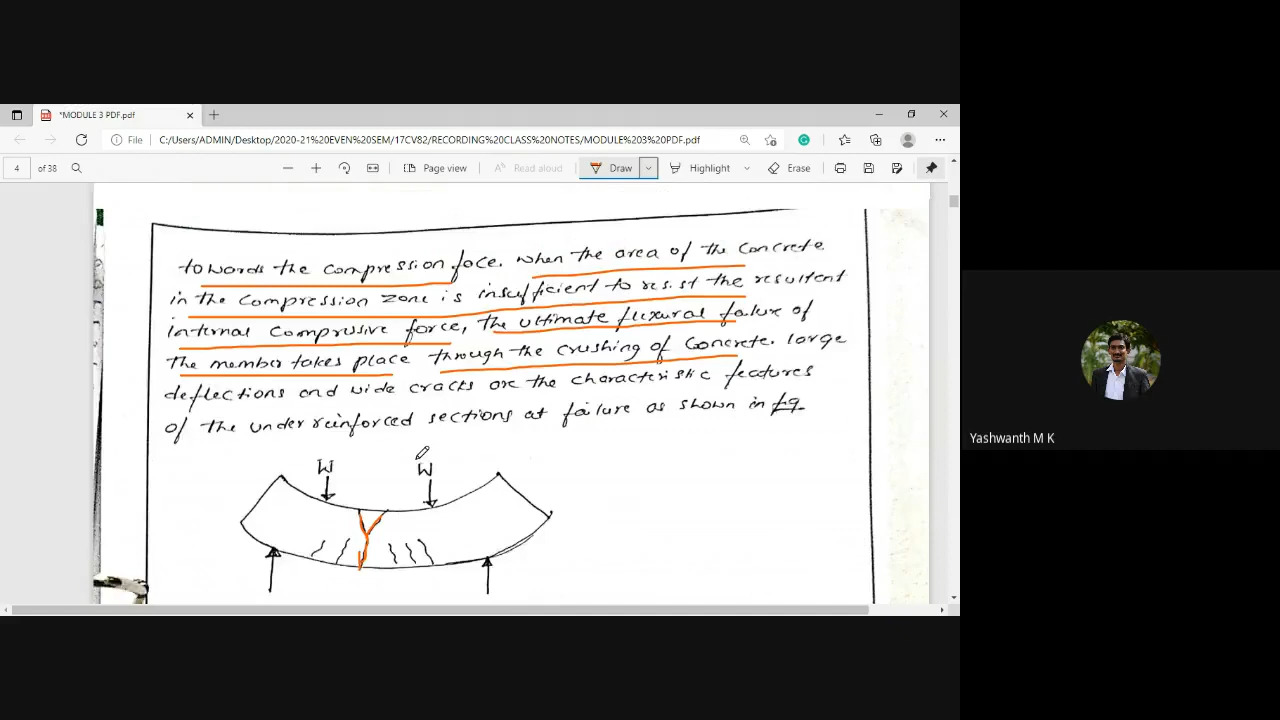 *MODULE 3 PDF.pdf
File C:/Users/ADMIN/Desktop/2020-21%20EVEN%20SEM/17CV82/RECORDING%20CLASS%20NOTES/MODULE%203%20PDF.pdf
4 of 38 Page view Read aloud Draw Highlight Erase
towards the compression face. when the area of the concrete
in the compression zone is insufficient to resist the resultent
internal compressive force, the ultimate flexural failure of
the member takes place through the crushing of concrete. large
deflections and wide cracks are the characteristic features
of the under reinforced sections at failure as shown in fig.
W W
Yashwanth M K